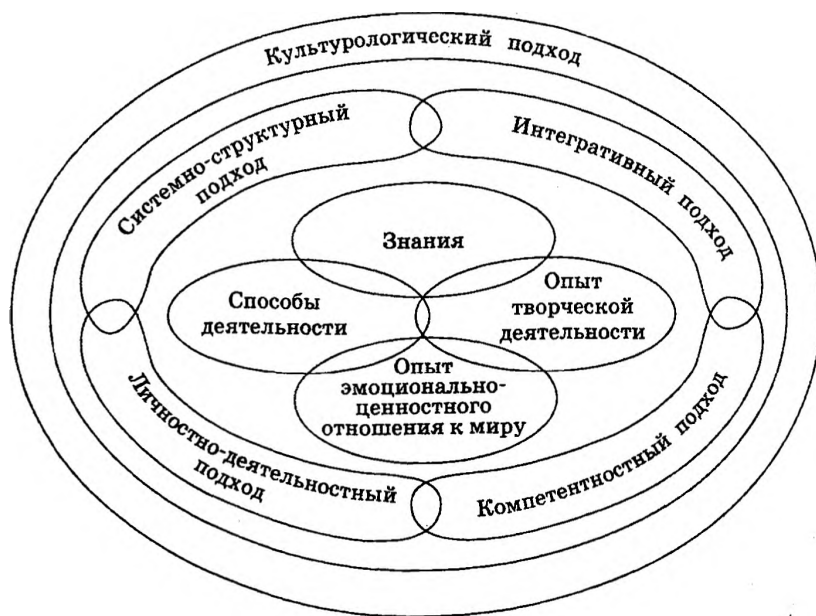 Культурологический подход
Системно-структурный
подход
Интегративный подход
Знания
Способы
деятельности
Опыт
творческой
деятельности
Опыт
эмоционально-
ценностного
отношения к миру
Личностно-деятельностный
подход
Компетентностный подход